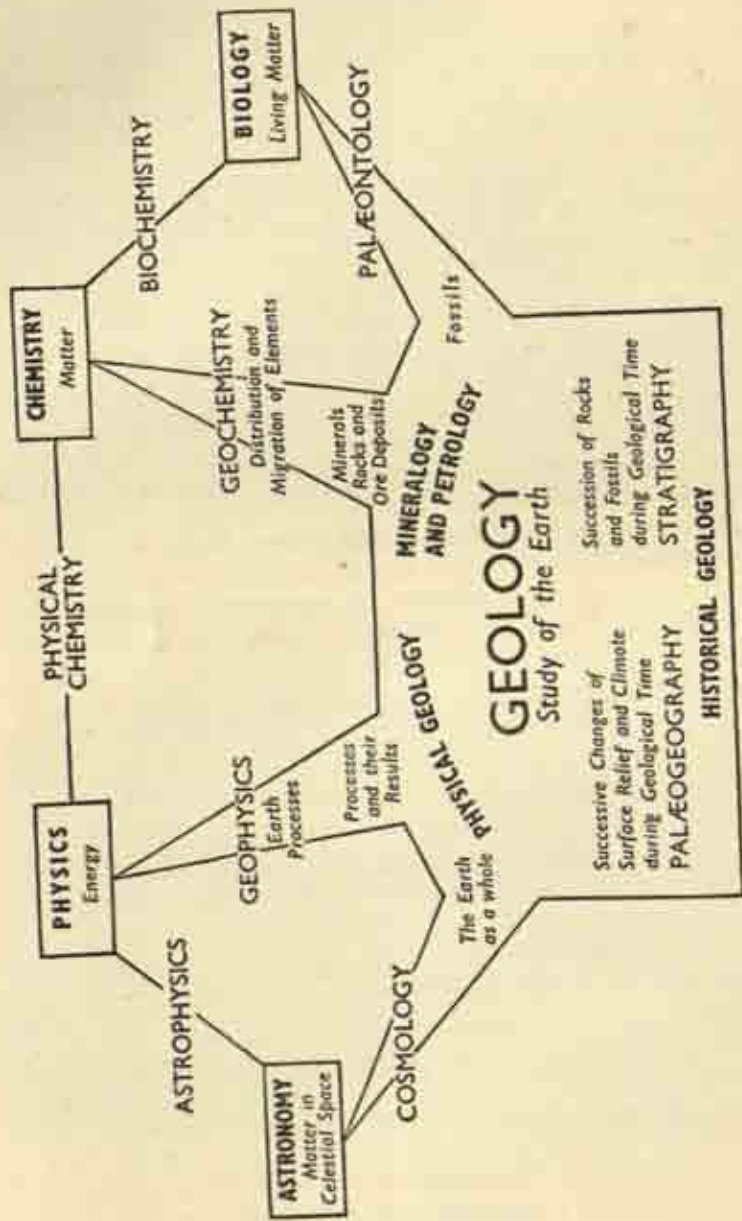 PHYSICAL
CHEMISTRY
PHYSICS
Energy
CHEMISTRY
Matter
ASTROPHYSICS
BIOCHEMISTRY
ASTRONOMY
Matter in
Celestial Space
BIOLOGY
Living Matter
GEOPHYSICS
Earth
Processes
GEOCHEMISTRY
Distribution and
Migration of Elements
COSMOLOGY
PALÆONTOLOGY
Processes
and their
Results
Minerals
Rocks and
Ore Deposits
The Earth
as a whole
Fossils
PHYSICAL GEOLOGY
MINERALOGY
AND PETROLOGY
GEOLOGY
Study of the Earth
Successive Changes of
Surface Relief and Climate
during Geological Time
PALÆOGEOGRAPHY
Succession of Rocks
and Fossils
during Geological Time
STRATIGRAPHY
HISTORICAL GEOLOGY